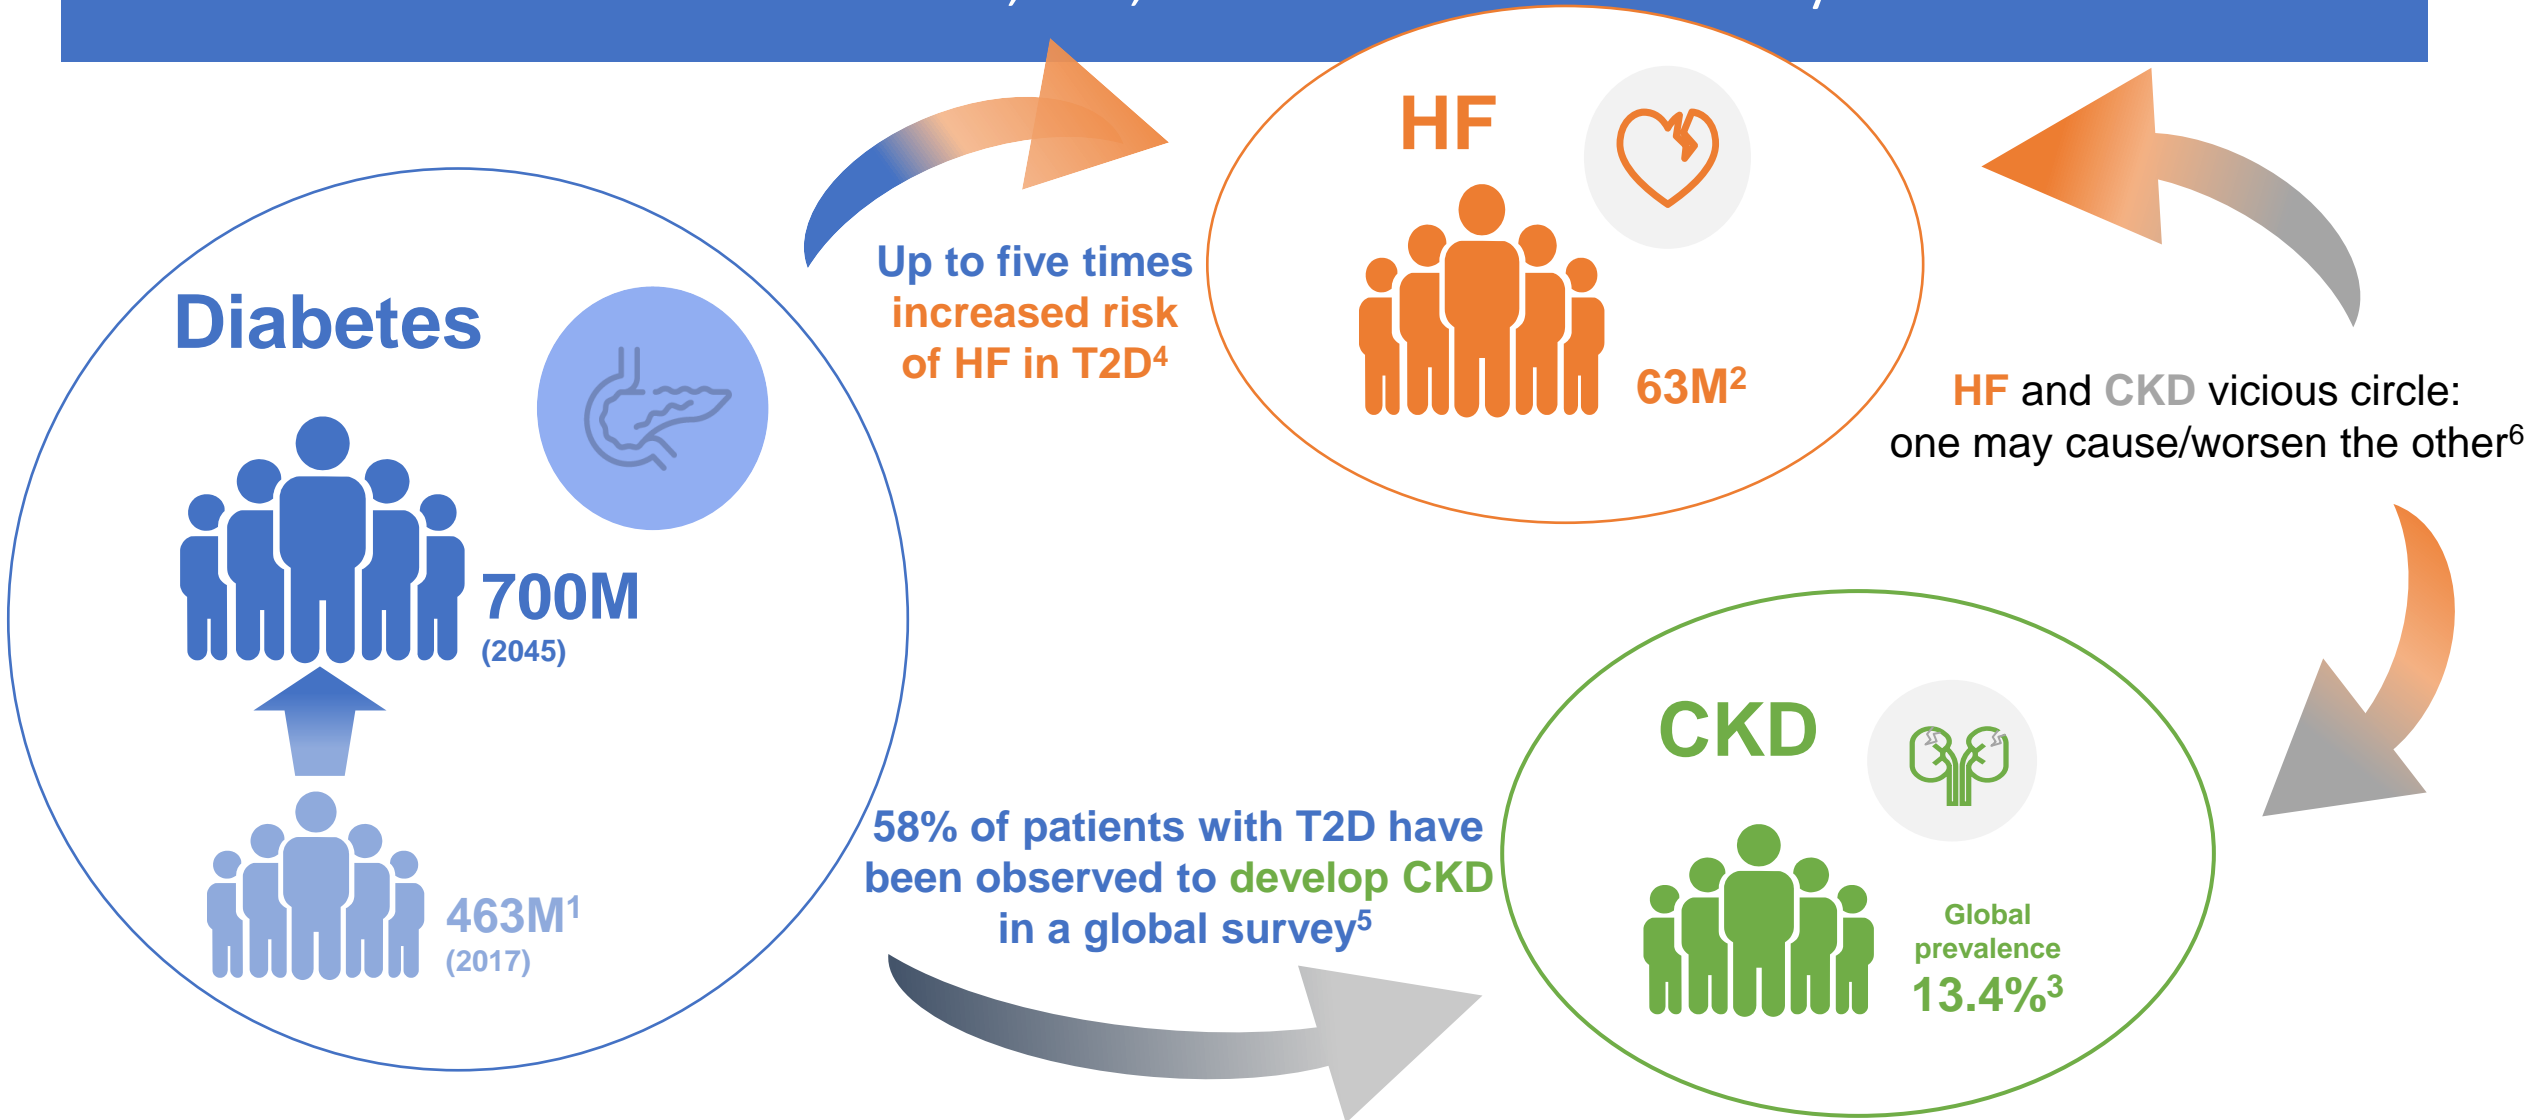 Diabetes
700M
(2045)
463M¹
(2017)
Up to five times
increased risk
of HF in T2D⁴
HF
63M²
HF and CKD vicious circle:
one may cause/worsen the other⁶
58% of patients with T2D have
been observed to develop CKD
in a global survey⁵
CKD
Global
prevalence
13.4%³